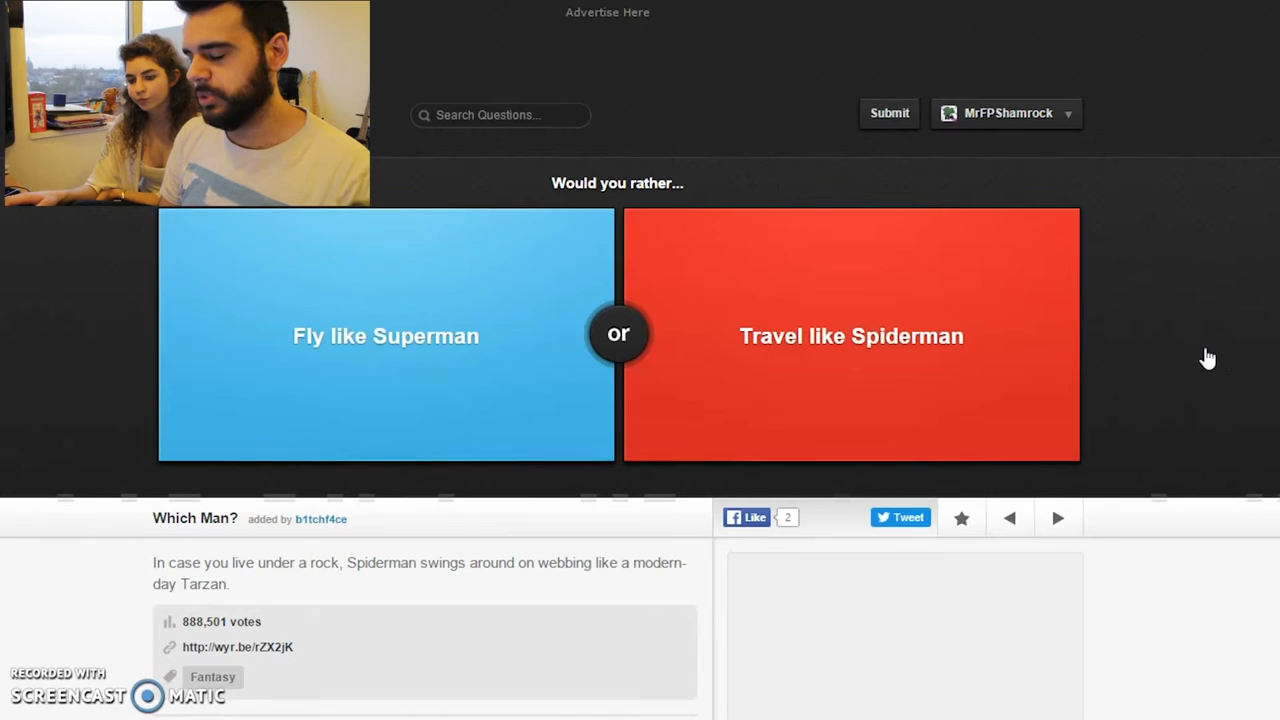 Advertise Here
Search Questions...
Submit
MrFPShamrock
Would you rather...
Fly like Superman
or
Travel like Spiderman
Which Man? added by b1tchf4ce
Like 2
Tweet
In case you live under a rock, Spiderman swings around on webbing like a modern-
day Tarzan.
888,501 votes
http://wyr.be/rZX2jK
Fantasy
RECORDED WITH
SCREENCAST MATIC